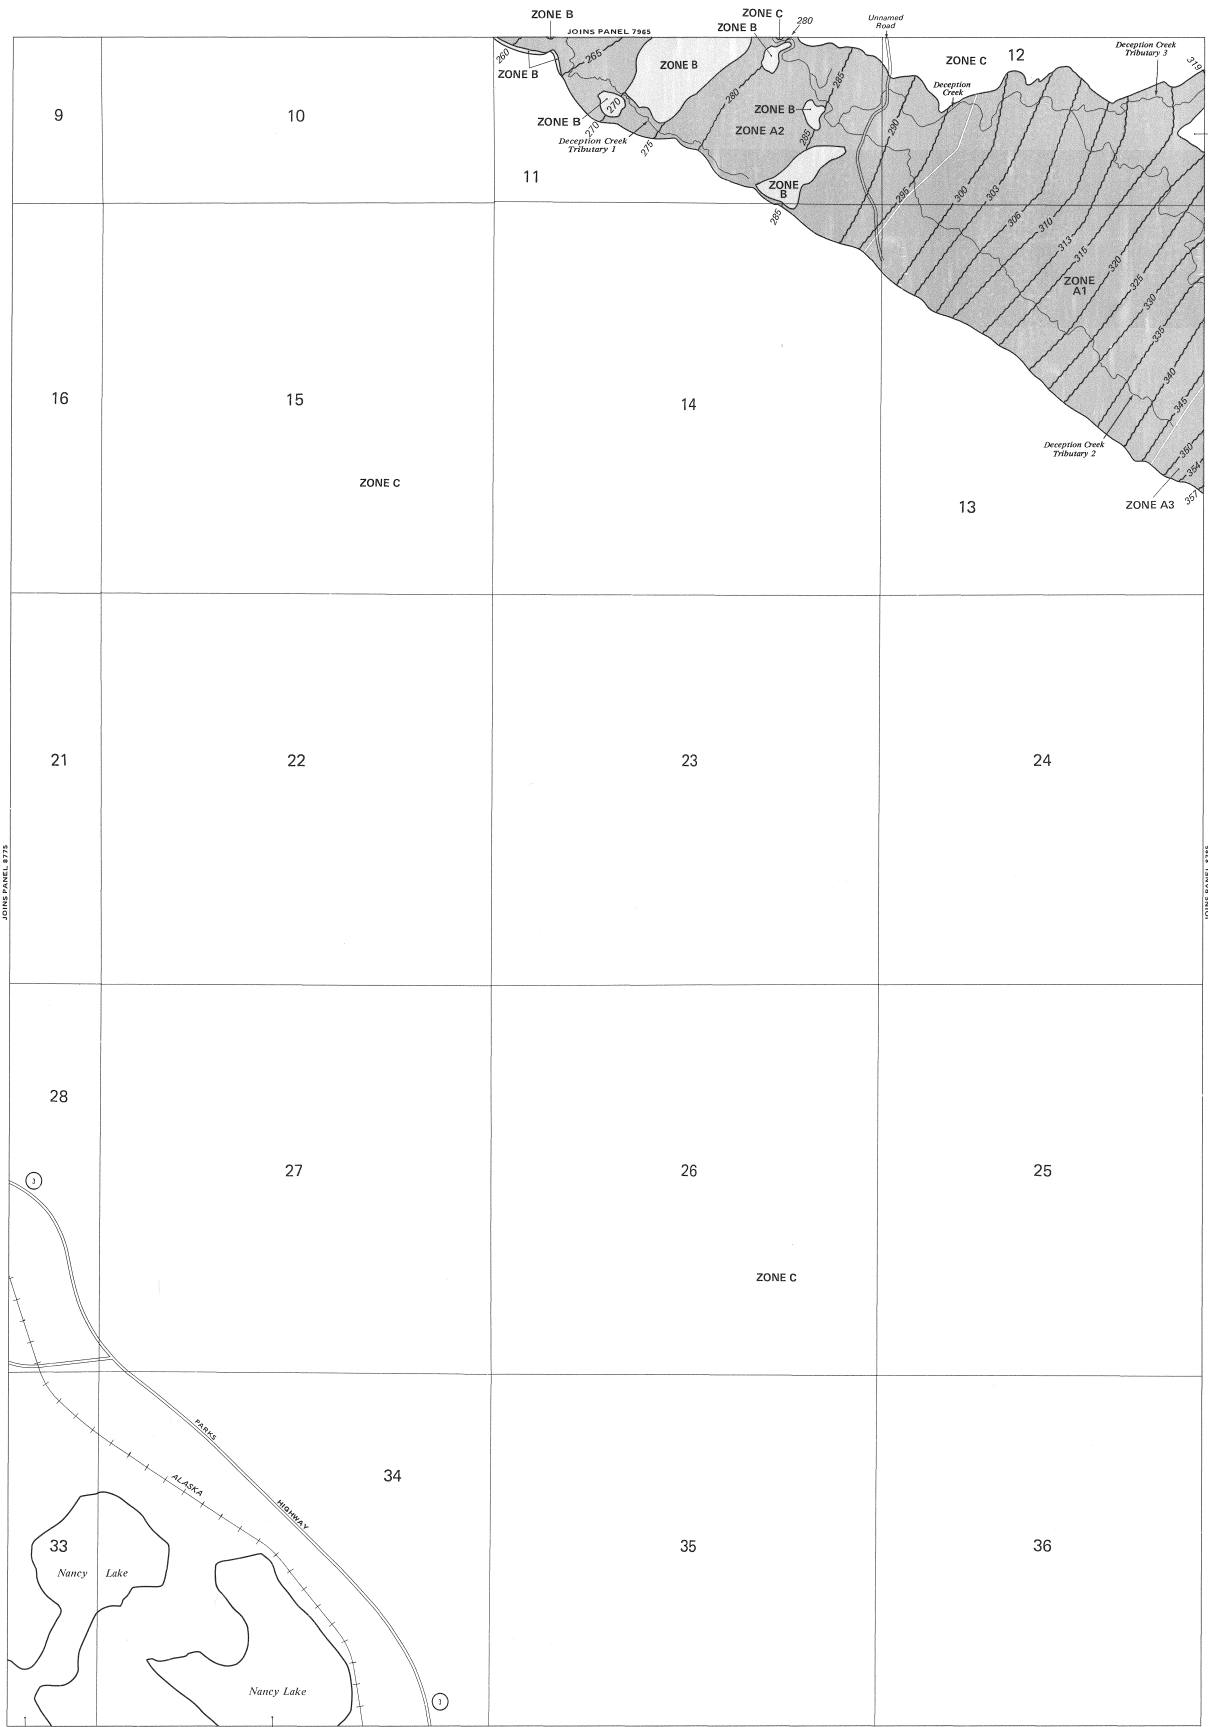 ZONE B
ZONE C
280
Unnamed
Road
JOINS PANEL 7965
ZONE B
260
265
ZONE B
ZONE B
ZONE C
12
Deception Creek
Tributary 3
319
9
10
ZONE B
270
270
Deception Creek
Tributary 1
275
280
ZONE B
285
285
ZONE A2
290
Deception
Creek
11
ZONE
B
285
295
300
303
306
310
313
315
320
325
330
335
340
345
350
354
357
ZONE
A1
Deception Creek
Tributary 2
ZONE A3
16
15
14
13
ZONE C
21
22
23
24
JOINS PANEL 8775
28
27
26
25
3
ZONE C
PARKS
HIGHWAY
ALASKA
34
33
Nancy Lake
35
36
Nancy Lake
3